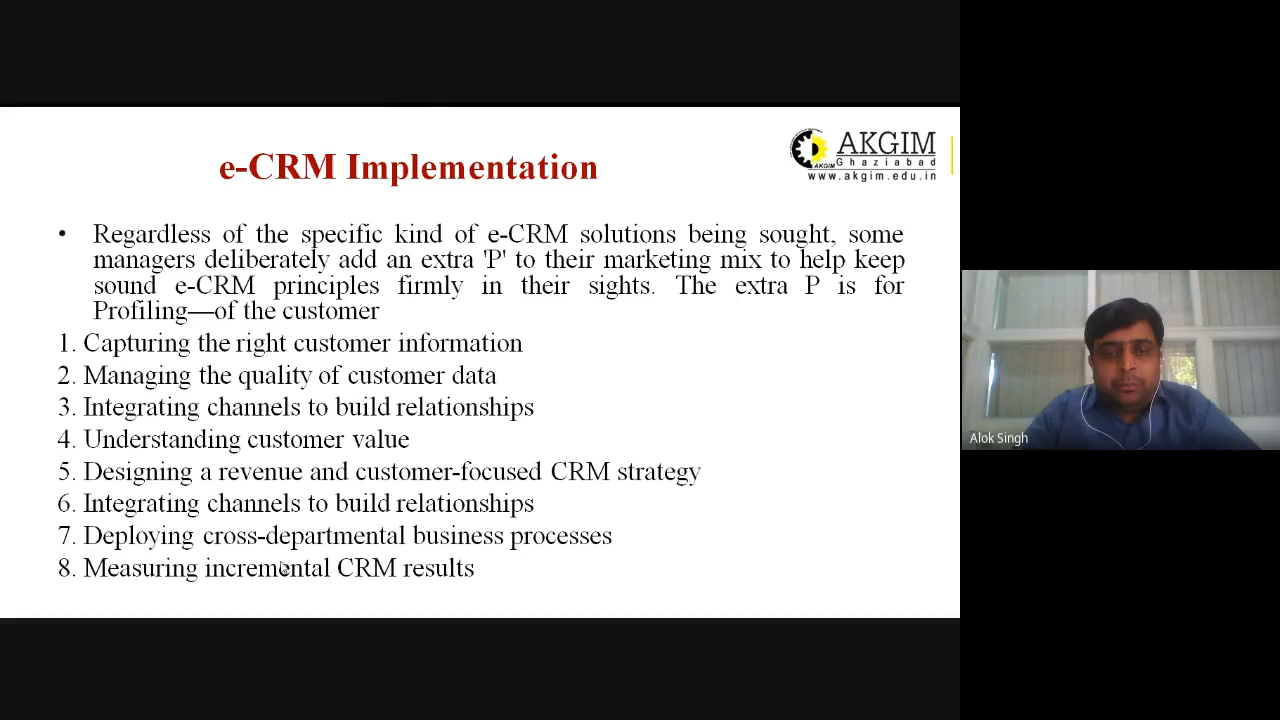 e-CRM Implementation
AKGIM
Ghaziabad
AKGIM
www.akgim.edu.in
• Regardless of the specific kind of e-CRM solutions being sought, some
managers deliberately add an extra 'P' to their marketing mix to help keep
sound e-CRM principles firmly in their sights. The extra P is for
Profiling—of the customer
1. Capturing the right customer information
2. Managing the quality of customer data
3. Integrating channels to build relationships
4. Understanding customer value
5. Designing a revenue and customer-focused CRM strategy
6. Integrating channels to build relationships
7. Deploying cross-departmental business processes
8. Measuring incremental CRM results
Alok Singh